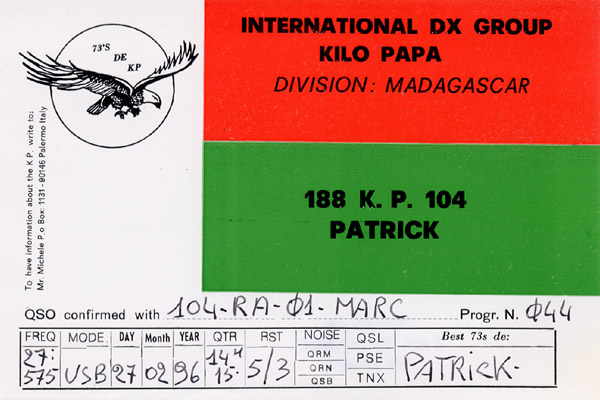 73'S
DE
KP
INTERNATIONAL DX GROUP
KILO PAPA
DIVISION: MADAGASCAR
188 K. P. 104
PATRICK
To have information about the K P. write to:
Mr. Michele P.o Box 1131 - 90146 Palermo Italy
QSO confirmed with 104-RA-Ø1-MARC Progr. N. Ø44
FREQ MODE DAY Month YEAR QTR RST NOISE QSL Best 73s de:
27: 575 USB 27 02 96 14H 15- 5/3 QRM QRN QSB PSE TNX PATRICK-